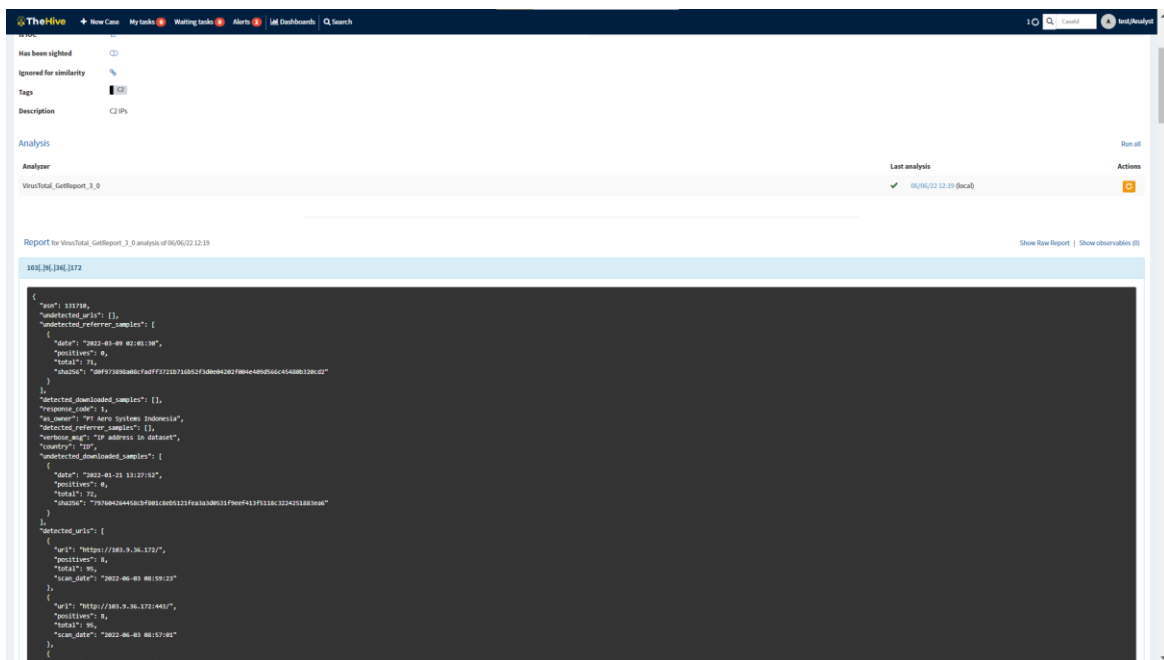 TheHive + New Case My tasks 0 Waiting tasks 0 Alerts 2 Dashboards Search 1 CaseId A test/Analyst
Has been sighted
Ignored for similarity
Tags C2
Description C2 IPs
Analysis Run all
Analyzer Last analysis Actions
VirusTotal_GetReport_3_0 06/06/22 12:19 (local)
Report for VirusTotal_GetReport_3_0 analysis of 06/06/22 12:19 Show Raw Report | Show observables (0)
103[.]9[.]36[.]172
{
"asn": 131710,
"undetected_urls": [],
"undetected_referrer_samples": [
{
"date": "2022-03-09 02:01:30",
"positives": 0,
"total": 71,
"sha256":
}
],
"detected_downloaded_samples": [],
"response_code": 1,
"as_owner": "PT Aero Systems Indonesia",
"detected_referrer_samples": [],
"verbose_msg": "IP address in dataset",
"country": "ID",
"undetected_downloaded_samples": [
{
"date": "2022-01-21 13:27:52",
"positives": 0,
"total": 72,
"sha256":
}
],
"detected_urls": [
{
"url": "https://103.9.36.172/",
"positives": 8,
"total": 95,
"scan_date": "2022-06-03 08:59:23"
},
{
"url": "http://103.9.36.172:443/",
"positives": 8,
"total": 95,
"scan_date": "2022-06-03 06:57:01"
},
{